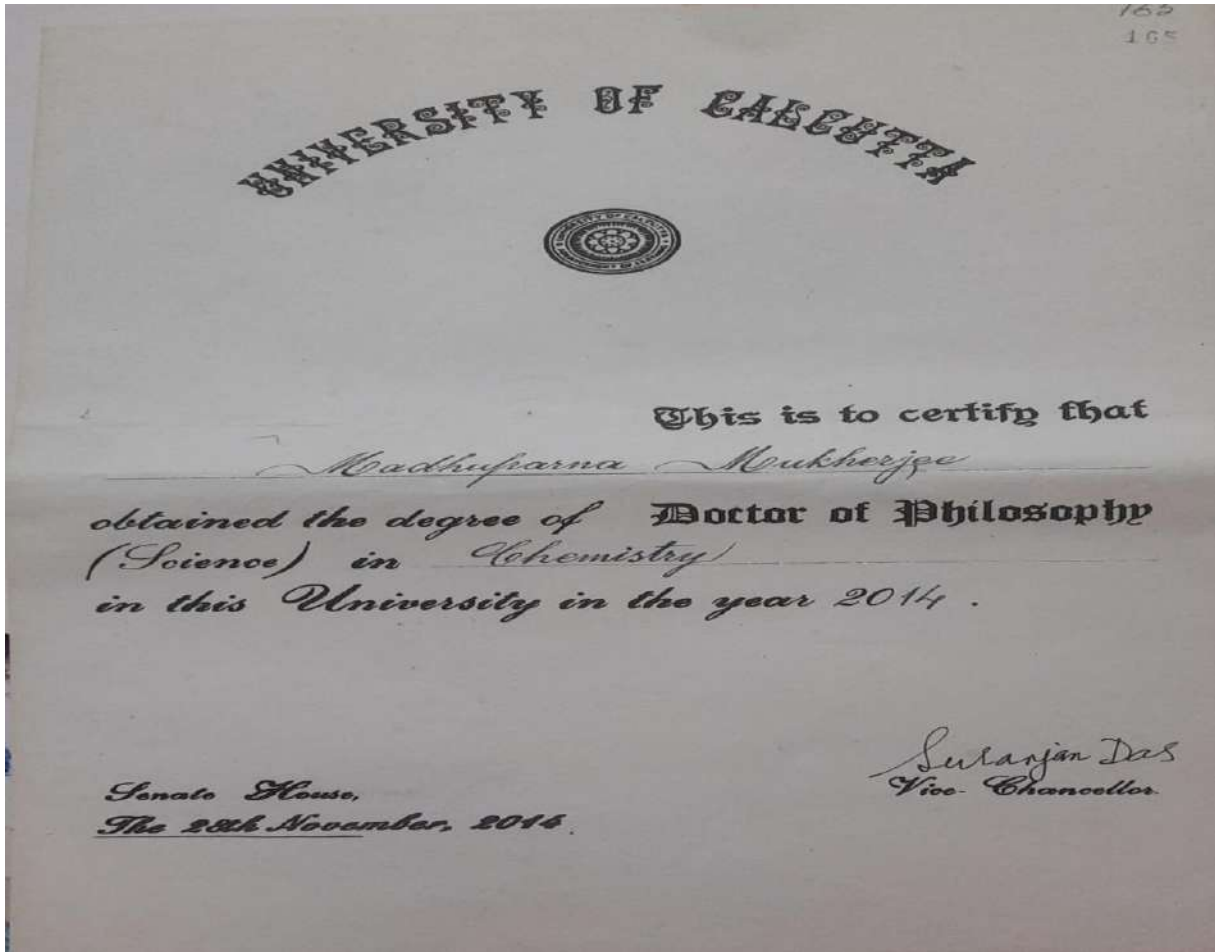 165
UNIVERSITY OF CALCUTTA
This is to certify that
Madhuparna Mukherjee
obtained the degree of Doctor of Philosophy
(Science) in Chemistry
in this University in the year 2014.
Suranjan Das
Senate House, Vice-Chancellor
The 28th November, 2014.